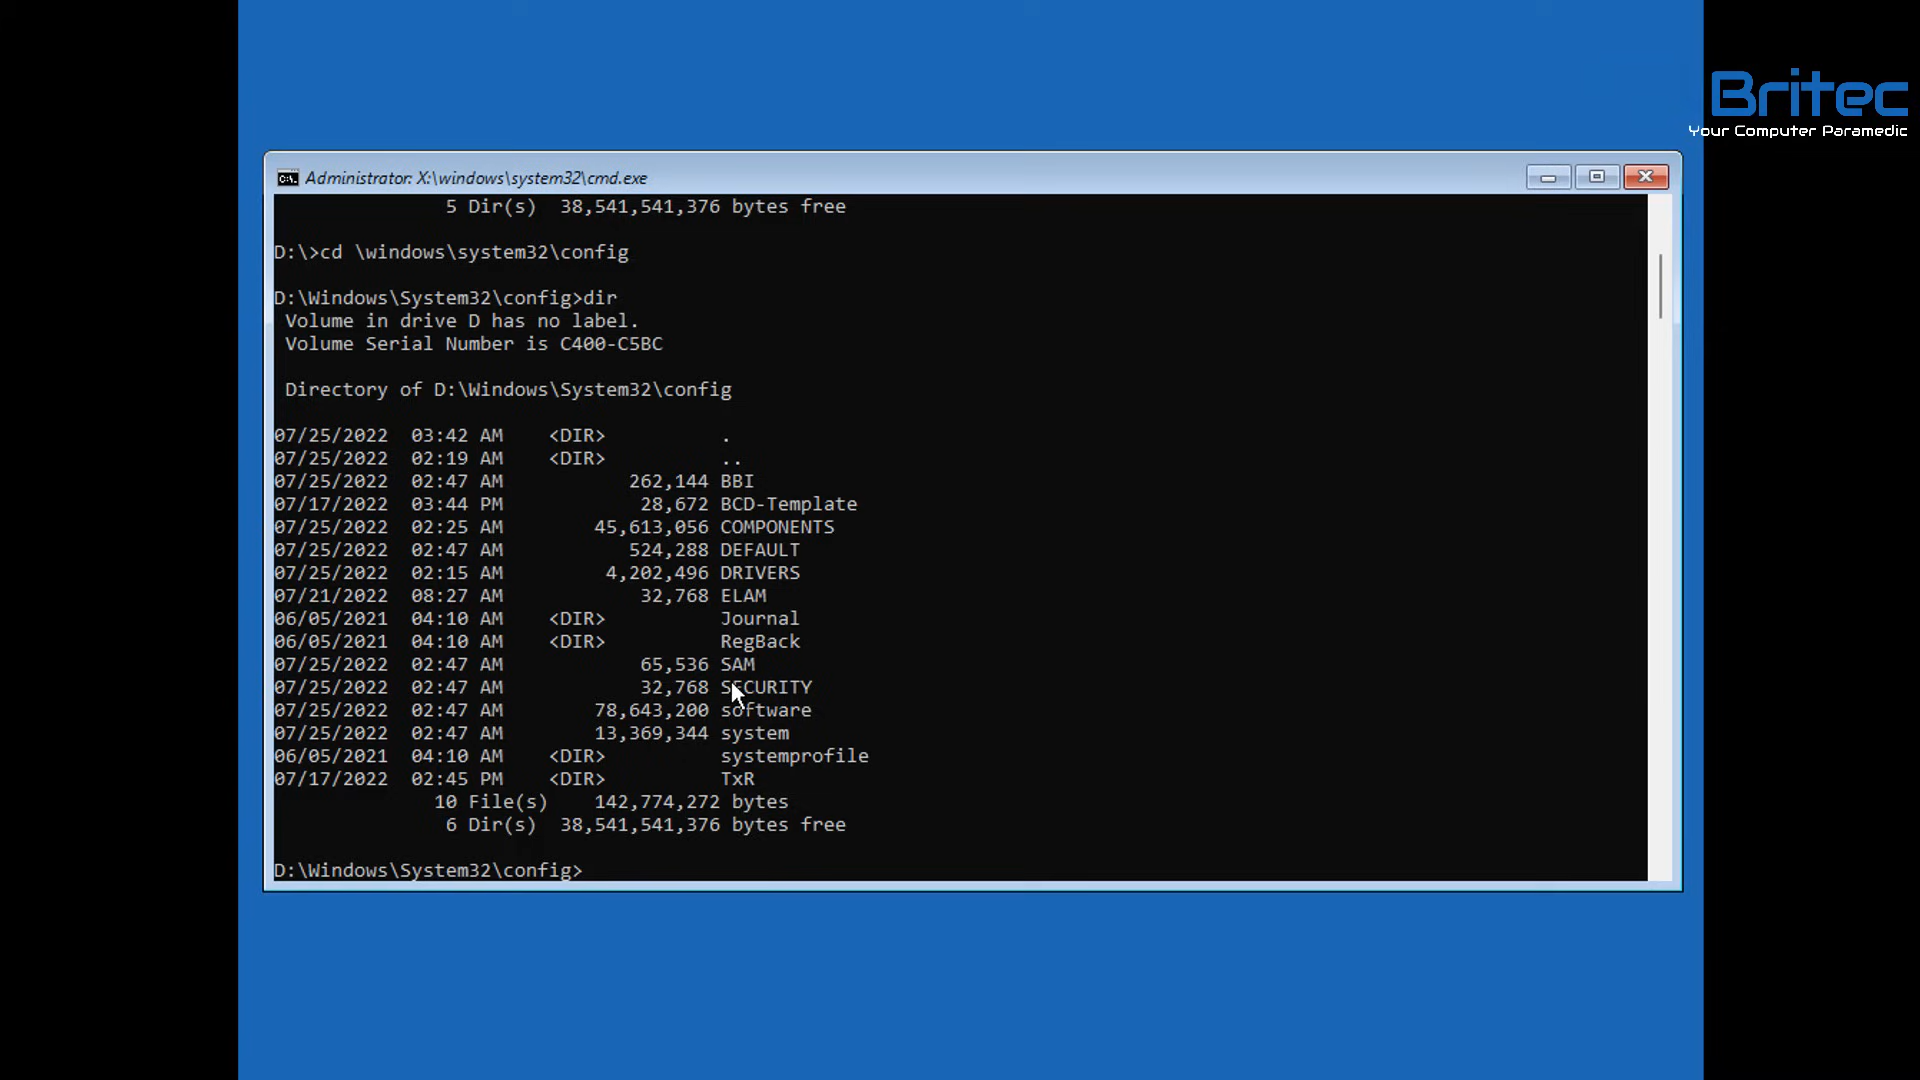 Britec
Your Computer Paramedic
Administrator: X:\windows\system32\cmd.exe
5 Dir(s)  38,541,541,376 bytes free
D:\>cd \windows\system32\config
D:\Windows\System32\config>dir
Volume in drive D has no label.
Volume Serial Number is C400-C5BC
Directory of D:\Windows\System32\config
07/25/2022  03:42 AM    <DIR>          .
07/25/2022  02:19 AM    <DIR>          ..
07/25/2022  02:47 AM           262,144 BBI
07/17/2022  03:44 PM            28,672 BCD-Template
07/25/2022  02:25 AM        45,613,056 COMPONENTS
07/25/2022  02:47 AM           524,288 DEFAULT
07/25/2022  02:15 AM         4,202,496 DRIVERS
07/21/2022  08:27 AM            32,768 ELAM
06/05/2021  04:10 AM    <DIR>          Journal
06/05/2021  04:10 AM    <DIR>          RegBack
07/25/2022  02:47 AM            65,536 SAM
07/25/2022  02:47 AM            32,768 SECURITY
07/25/2022  02:47 AM        78,643,200 software
07/25/2022  02:47 AM        13,369,344 system
06/05/2021  04:10 AM    <DIR>          systemprofile
07/17/2022  02:45 PM    <DIR>          TxR
10 File(s)    142,774,272 bytes
6 Dir(s)  38,541,541,376 bytes free
D:\Windows\System32\config>